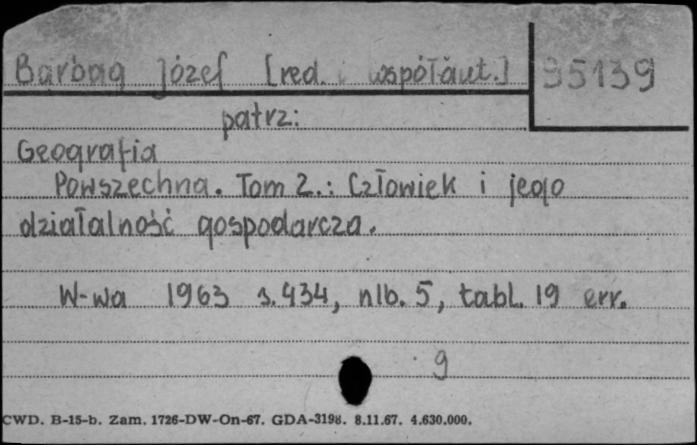 Barbag Józef [red. i współaut.] 95139
patrz:
Geografia
Powszechna. Tom 2.: Człowiek i jego
działalność gospodarcza.
W-wa 1963 s. 434, nlb. 5, tabl. 19 err.
9
CWD. B-15-b. Zam. 1726-DW-On-67. GDA-3198. 8.11.67. 4.630.000.